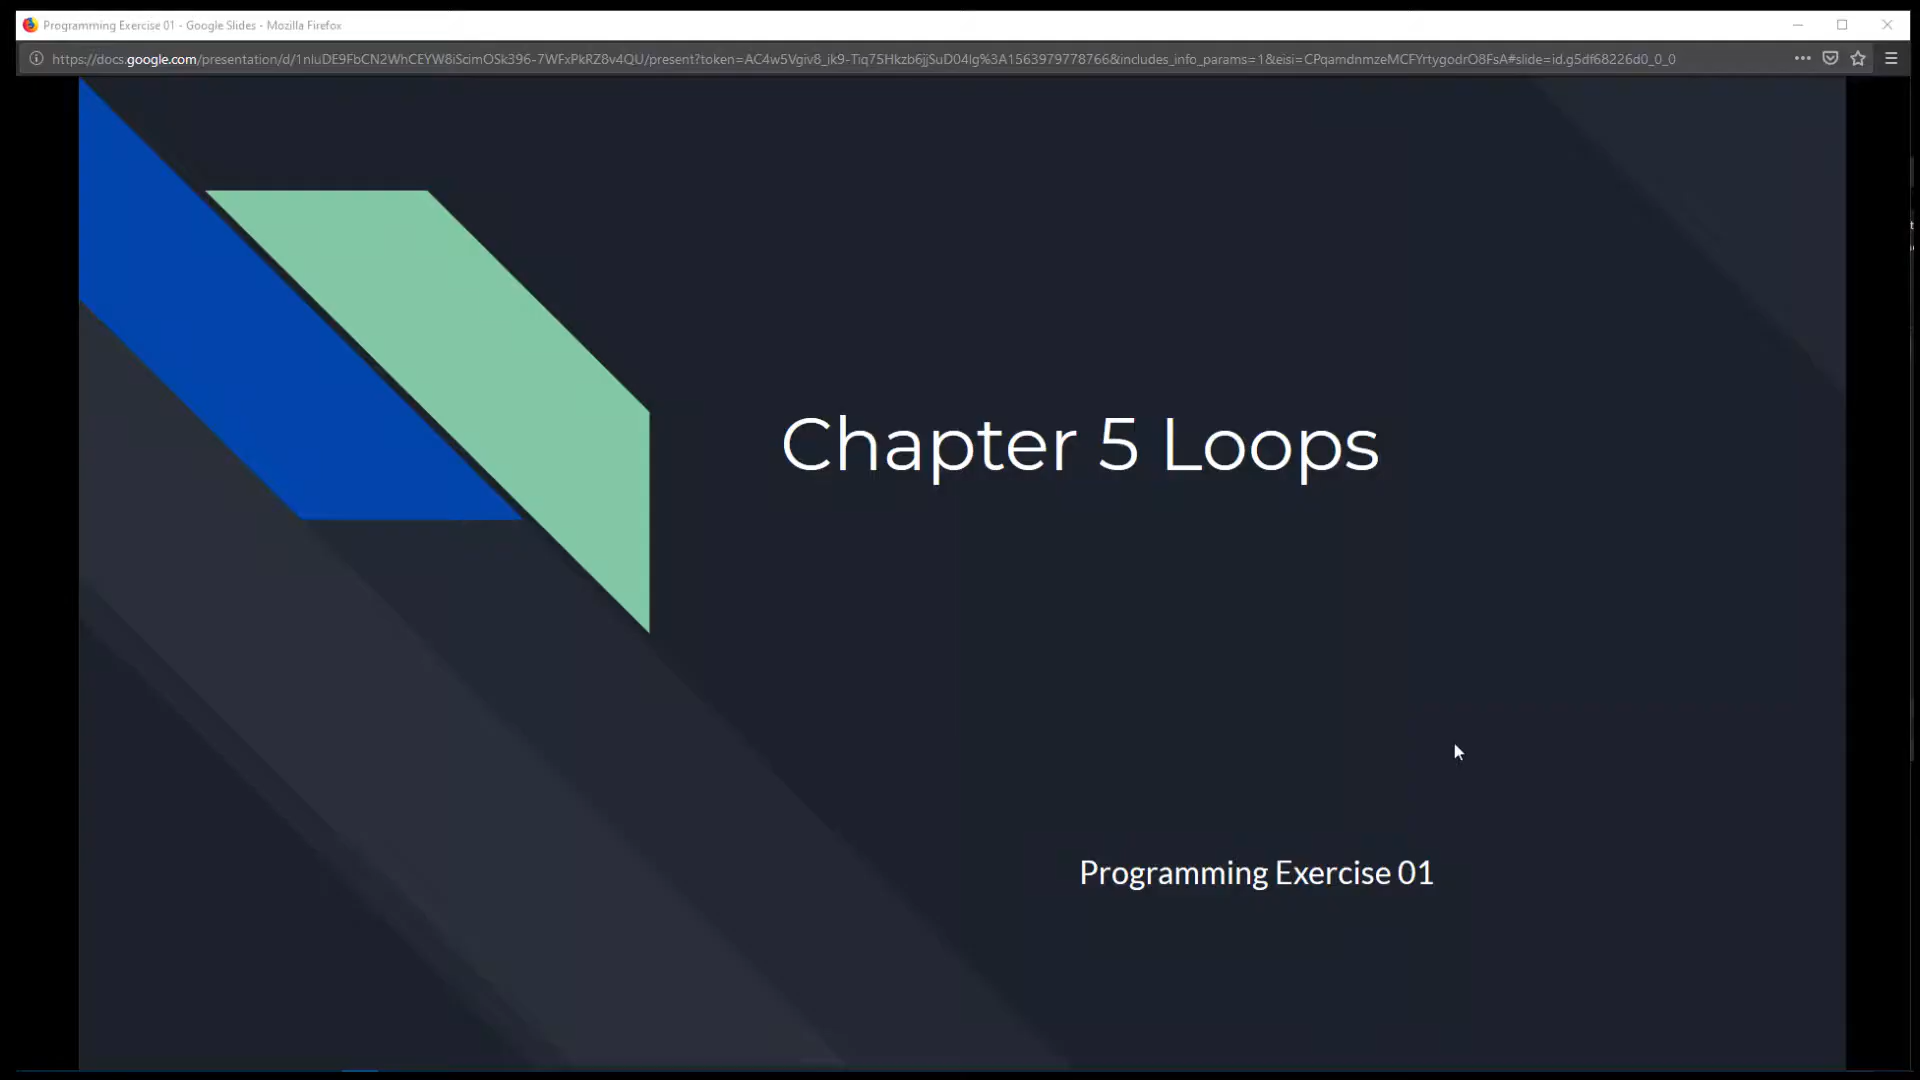 Programming Exercise 01 - Google Slides - Mozilla Firefox
https://docs.google.com/presentation/d/1nluDE9FbCN2WhCEYW8iScimOSk396-7WFxPkRZ8v4QU/present?token=AC4w5Vgiv8_ik9-Tiq75Hkzb6jjSuD04Ig%3A1563979778766&includes_info_params=1&eisi=CPqamdnmzeMCFYrtygodrO8FsA#slide=id.g5df68226d0_0_0
Chapter 5 Loops
Programming Exercise 01